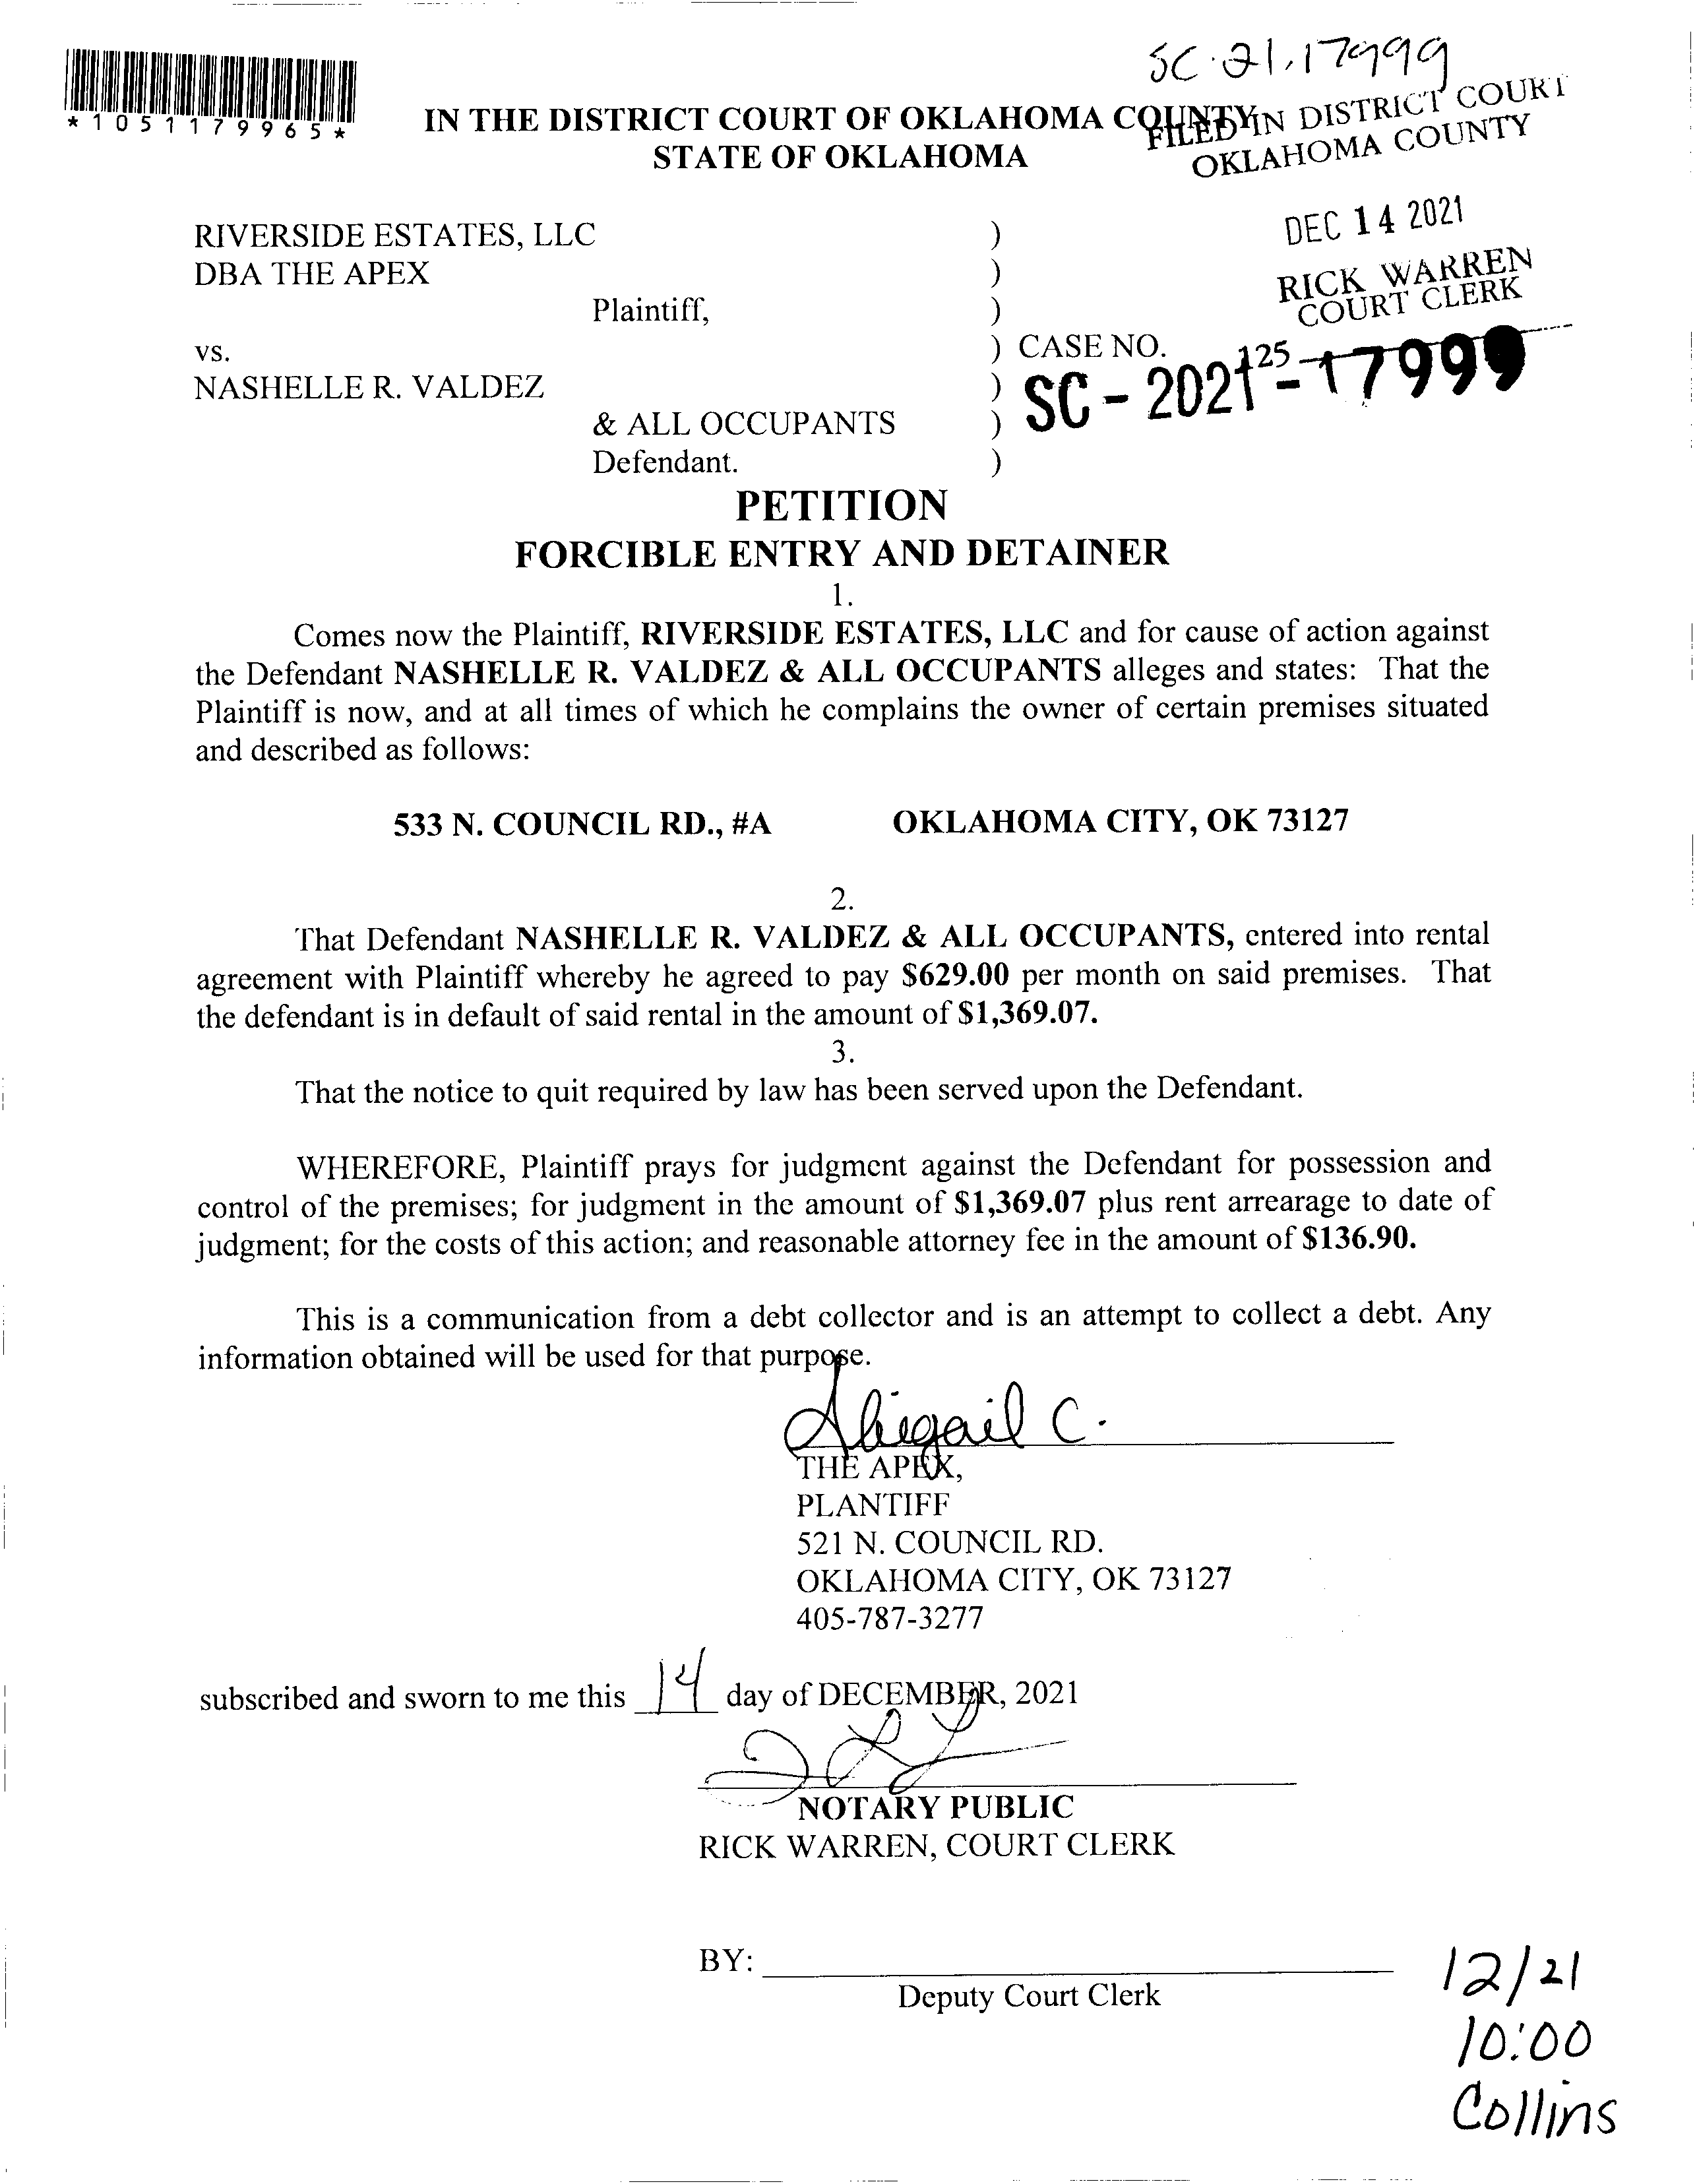 SC-21-17999
*1051179965*
IN THE DISTRICT COURT OF OKLAHOMA COUNTY
STATE OF OKLAHOMA
FILED IN DISTRICT COURT
OKLAHOMA COUNTY
DEC 14 2021
RICK WARREN
COURT CLERK
125
RIVERSIDE ESTATES, LLC )
DBA THE APEX )
Plaintiff, )
vs. ) CASE NO.
NASHELLE R. VALDEZ ) SC - 2021 - 17999
& ALL OCCUPANTS )
Defendant. )
PETITION
FORCIBLE ENTRY AND DETAINER
1.
Comes now the Plaintiff, RIVERSIDE ESTATES, LLC and for cause of action against
the Defendant NASHELLE R. VALDEZ & ALL OCCUPANTS alleges and states: That the
Plaintiff is now, and at all times of which he complains the owner of certain premises situated
and described as follows:
533 N. COUNCIL RD., #A OKLAHOMA CITY, OK 73127
2.
That Defendant NASHELLE R. VALDEZ & ALL OCCUPANTS, entered into rental
agreement with Plaintiff whereby he agreed to pay $629.00 per month on said premises. That
the defendant is in default of said rental in the amount of $1,369.07.
3.
That the notice to quit required by law has been served upon the Defendant.
WHEREFORE, Plaintiff prays for judgment against the Defendant for possession and
control of the premises; for judgment in the amount of $1,369.07 plus rent arrearage to date of
judgment; for the costs of this action; and reasonable attorney fee in the amount of $136.90.
This is a communication from a debt collector and is an attempt to collect a debt. Any
information obtained will be used for that purpose.
Abigail C.
THE APEX,
PLANTIFF
521 N. COUNCIL RD.
OKLAHOMA CITY, OK 73127
405-787-3277
subscribed and sworn to me this 14 day of DECEMBER, 2021
NOTARY PUBLIC
RICK WARREN, COURT CLERK
BY:
Deputy Court Clerk
12/21
10:00
Collins